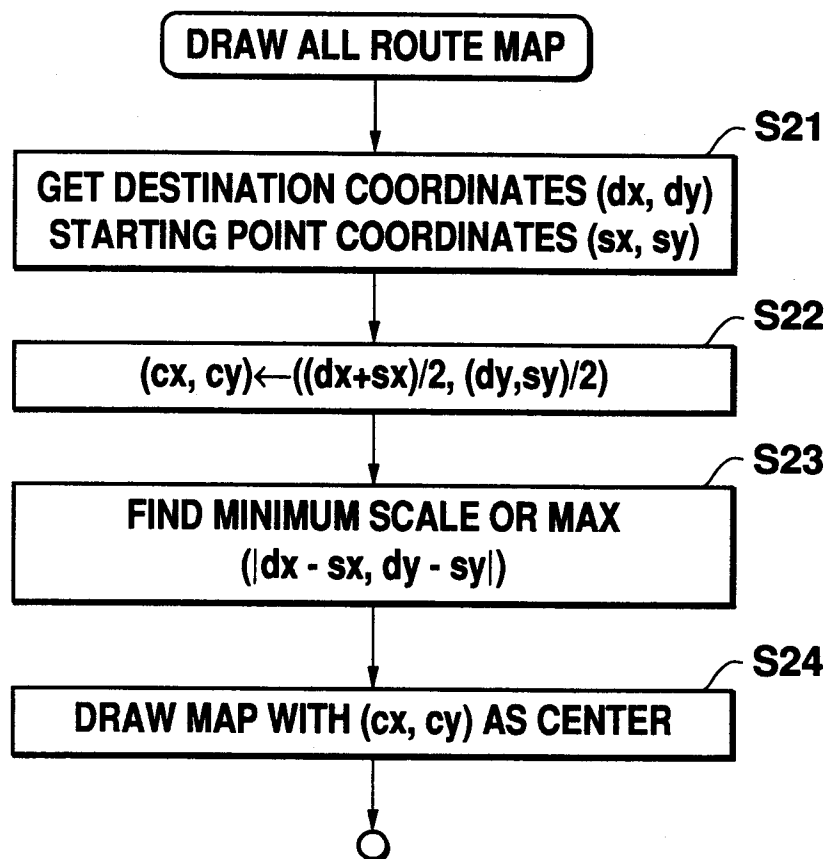 DRAW ALL ROUTE MAP
S21
GET DESTINATION COORDINATES (dx, dy)
STARTING POINT COORDINATES (sx, sy)
S22
(cx, cy)←((dx+sx)/2, (dy,sy)/2)
S23
FIND MINIMUM SCALE OR MAX
(|dx - sx, dy - sy|)
S24
DRAW MAP WITH (cx, cy) AS CENTER